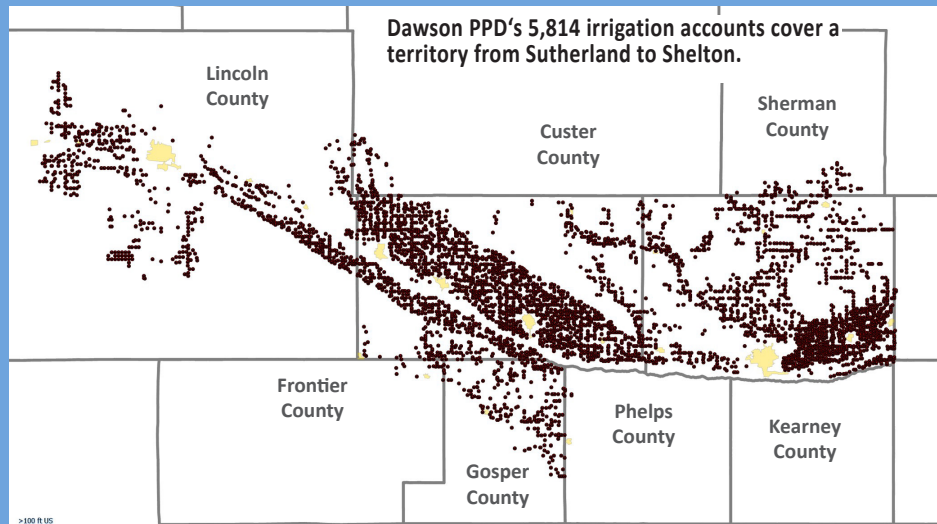 Dawson PPD‘s 5,814 irrigation accounts cover a
territory from Sutherland to Shelton.
Lincoln
County
Sherman
County
Custer
County
Frontier
County
Phelps
County
Kearney
County
Gosper
County
>100 ft US